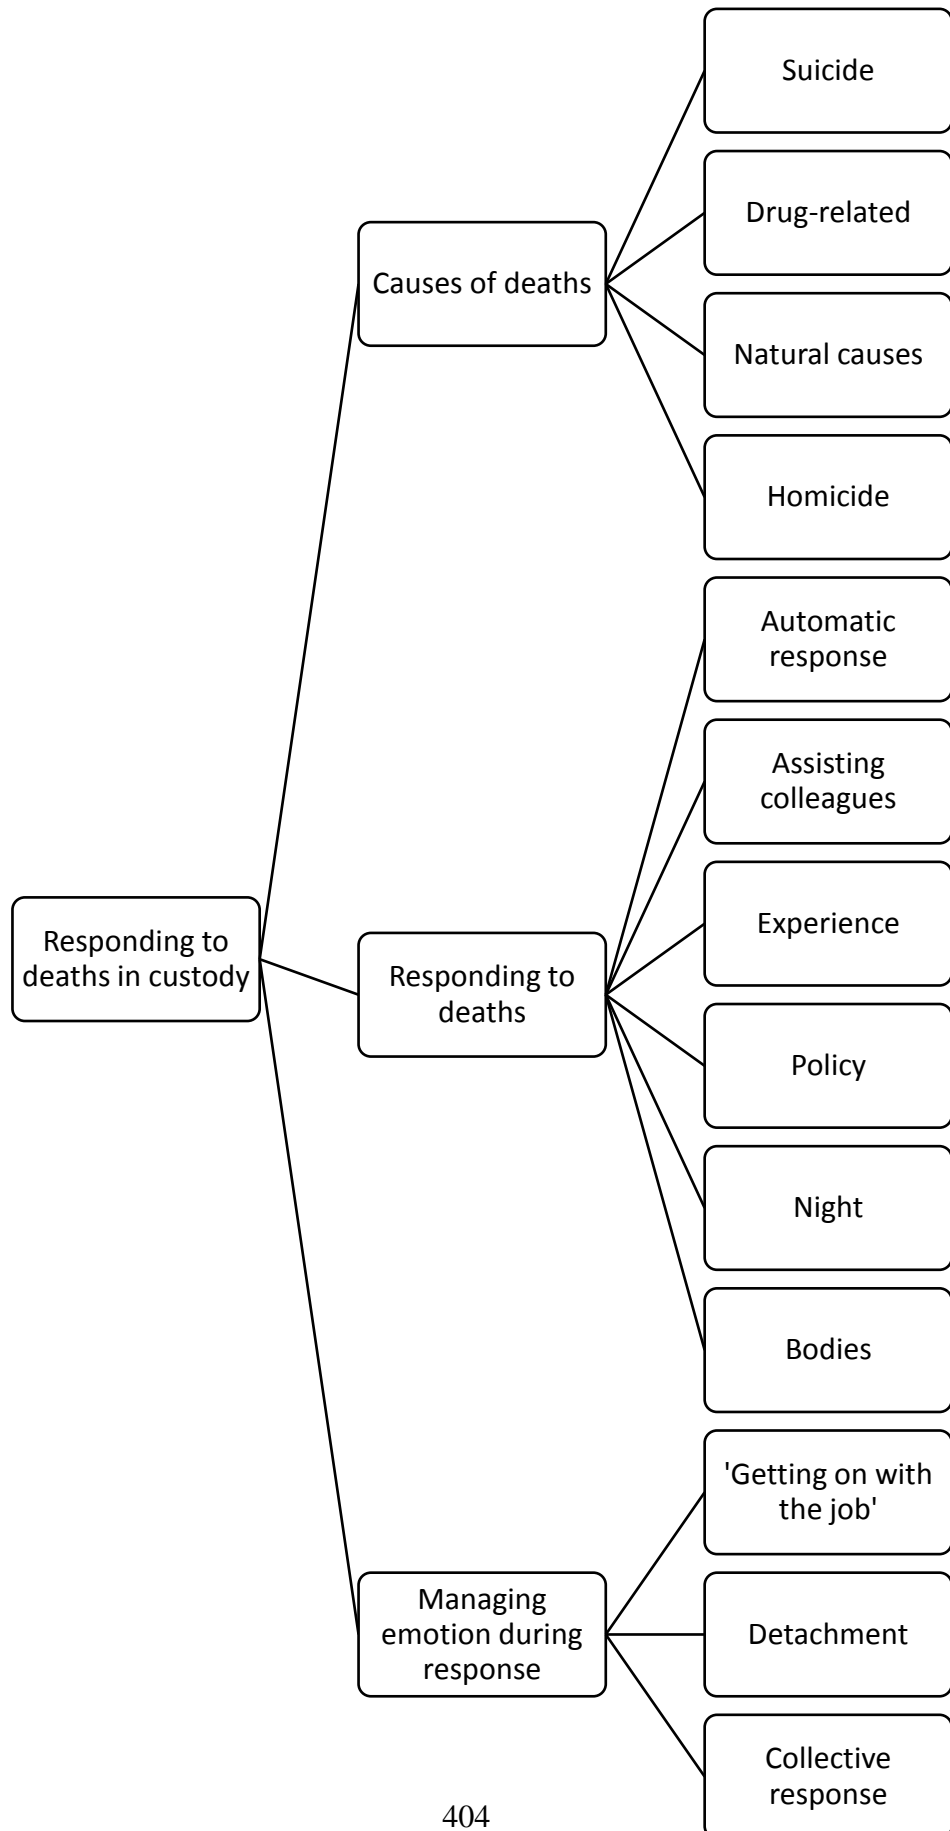 Suicide
Drug-related
Causes of deaths
Natural causes
Homicide
Automatic
response
Assisting
colleagues
Experience
Responding to
deaths in custody
Responding to
deaths
Policy
Night
Bodies
'Getting on with
the job'
Managing
emotion during
response
Detachment
Collective
response
404